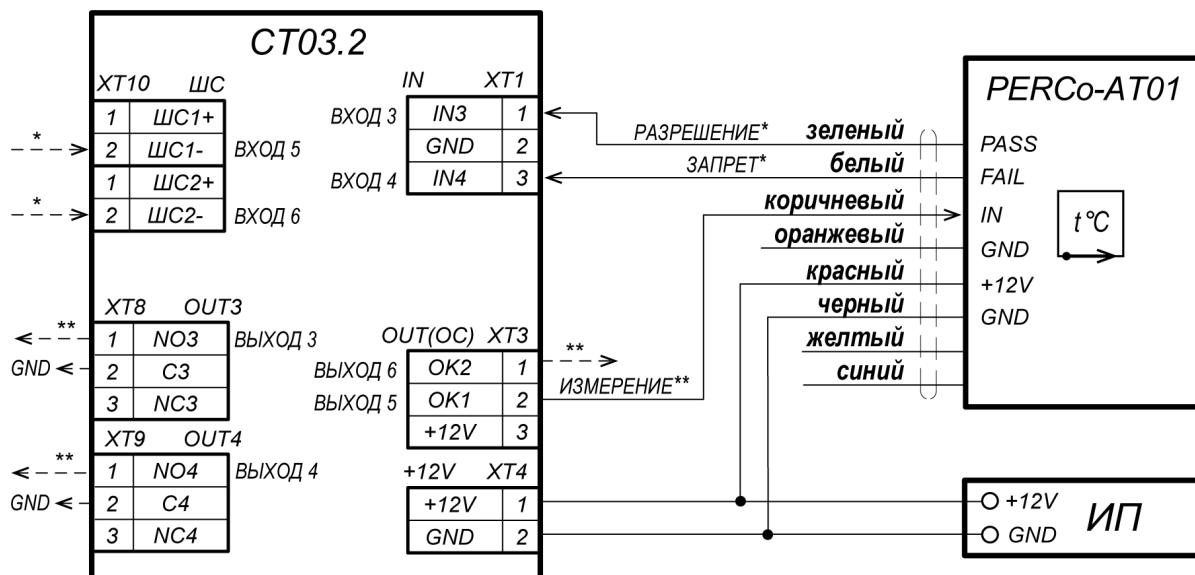 CT03.2
XT10 ШС
1 ШС1+
* 2 ШС1- ВХОД 5
1 ШС2+
* 2 ШС2- ВХОД 6
XT8 OUT3
** 1 NO3 ВЫХОД 3
GND 2 C3
3 NC3
XT9 OUT4
** 1 NO4 ВЫХОД 4
GND 2 C4
3 NC4
IN XT1
ВХОД 3 IN3 1
GND 2
ВХОД 4 IN4 3
OUT(OC) XT3
ВЫХОД 6 OK2 1 **
ВЫХОД 5 OK1 2 ИЗМЕРЕНИЕ**
+12V 3
+12V XT4
+12V 1
GND 2
РАЗРЕШЕНИЕ* зеленый
ЗАПРЕТ* белый
коричневый
оранжевый
красный
черный
желтый
синий
PERCo-AT01
PASS
FAIL
IN
GND
+12V
GND
t°C
+12V
GND
ИП